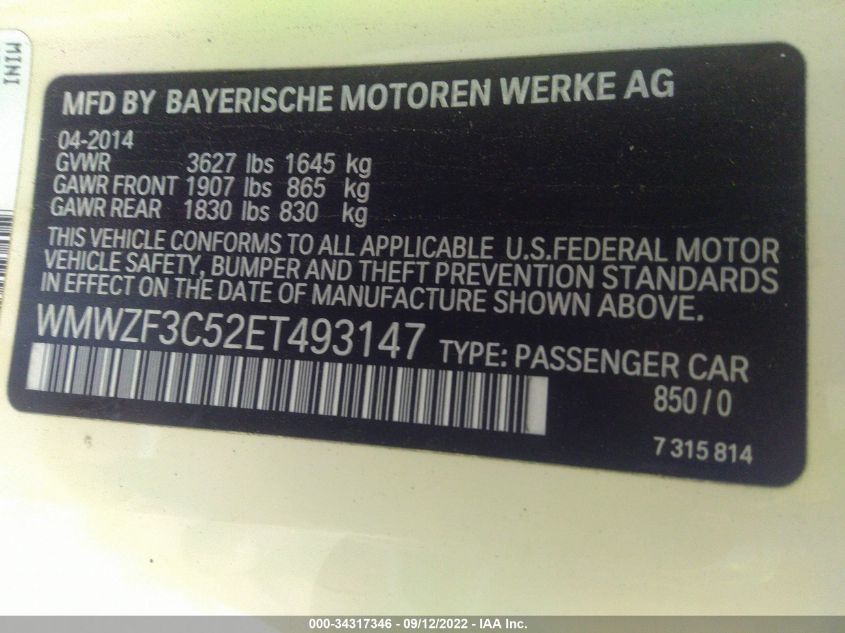 MINI
MFD BY BAYERISCHE MOTOREN WERKE AG
04-2014
GVWR 3627 lbs 1645 kg
GAWR FRONT 1907 lbs 865 kg
GAWR REAR 1830 lbs 830 kg
THIS VEHICLE CONFORMS TO ALL APPLICABLE U.S.FEDERAL MOTOR
VEHICLE SAFETY, BUMPER AND THEFT PREVENTION STANDARDS
IN EFFECT ON THE DATE OF MANUFACTURE SHOWN ABOVE.
WMWZF3C52ET493147 TYPE: PASSENGER CAR
850 / 0
7 315 814
000-34317346 - 09/12/2022 - IAA Inc.